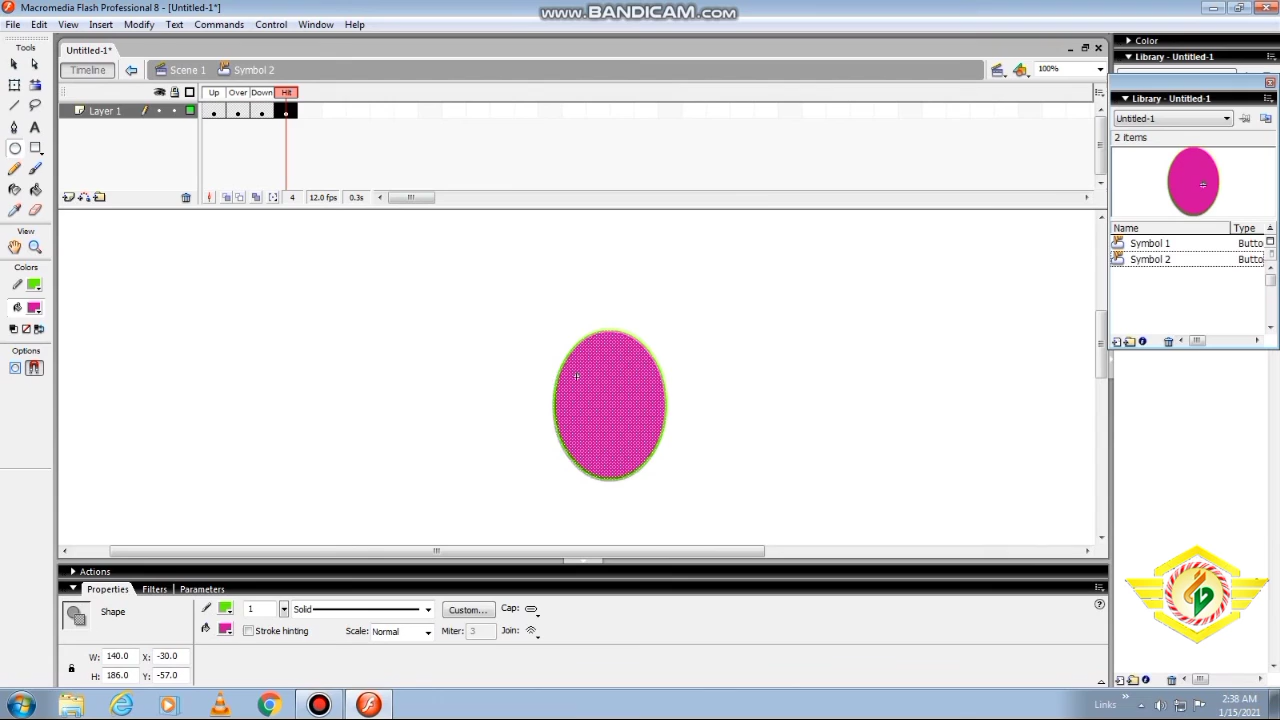 Macromedia Flash Professional 8 - [Untitled-1*]
www.BANDICAM.com
File Edit View Insert Modify Text Commands Control Window Help
Tools
Untitled-1*
Color
Library - Untitled-1
Timeline
Scene 1
Symbol 2
100%
Up Over Down Hit
Layer 1
Library - Untitled-1
Untitled-1
2 items
4 12.0 fps 0.3s
View
Name Type
Symbol 1 Butto
Symbol 2 Butto
Colors
Options
Actions
Properties Filters Parameters
Shape
1 Solid Custom... Cap:
Stroke hinting Scale: Normal Miter: 3 Join:
W: 140.0 X: -30.0
H: 186.0 Y: -57.0
Links
2:38 AM
1/15/2021